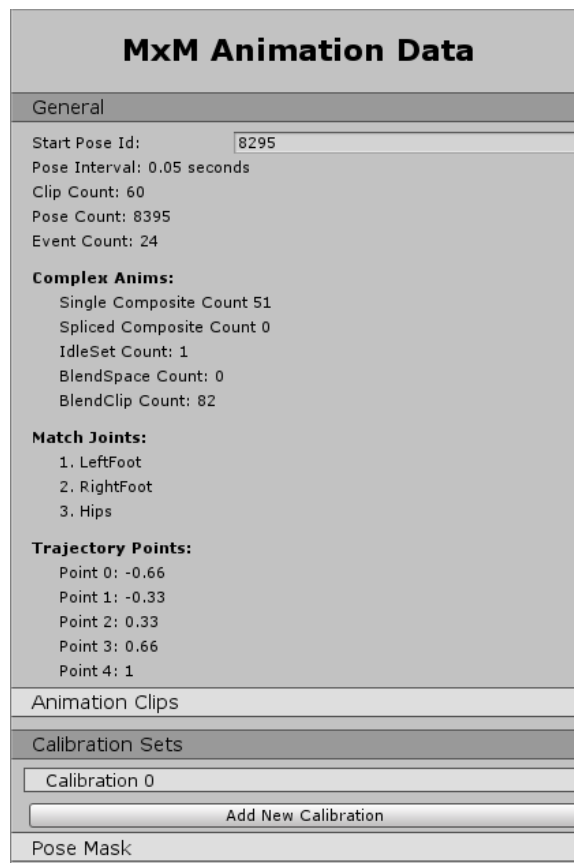 MxM Animation Data
General
Start Pose Id: 8295
Pose Interval: 0.05 seconds
Clip Count: 60
Pose Count: 8395
Event Count: 24
Complex Anims:
Single Composite Count 51
Spliced Composite Count 0
IdleSet Count: 1
BlendSpace Count: 0
BlendClip Count: 82
Match Joints:
1. LeftFoot
2. RightFoot
3. Hips
Trajectory Points:
Point 0: -0.66
Point 1: -0.33
Point 2: 0.33
Point 3: 0.66
Point 4: 1
Animation Clips
Calibration Sets
Calibration 0
Add New Calibration
Pose Mask